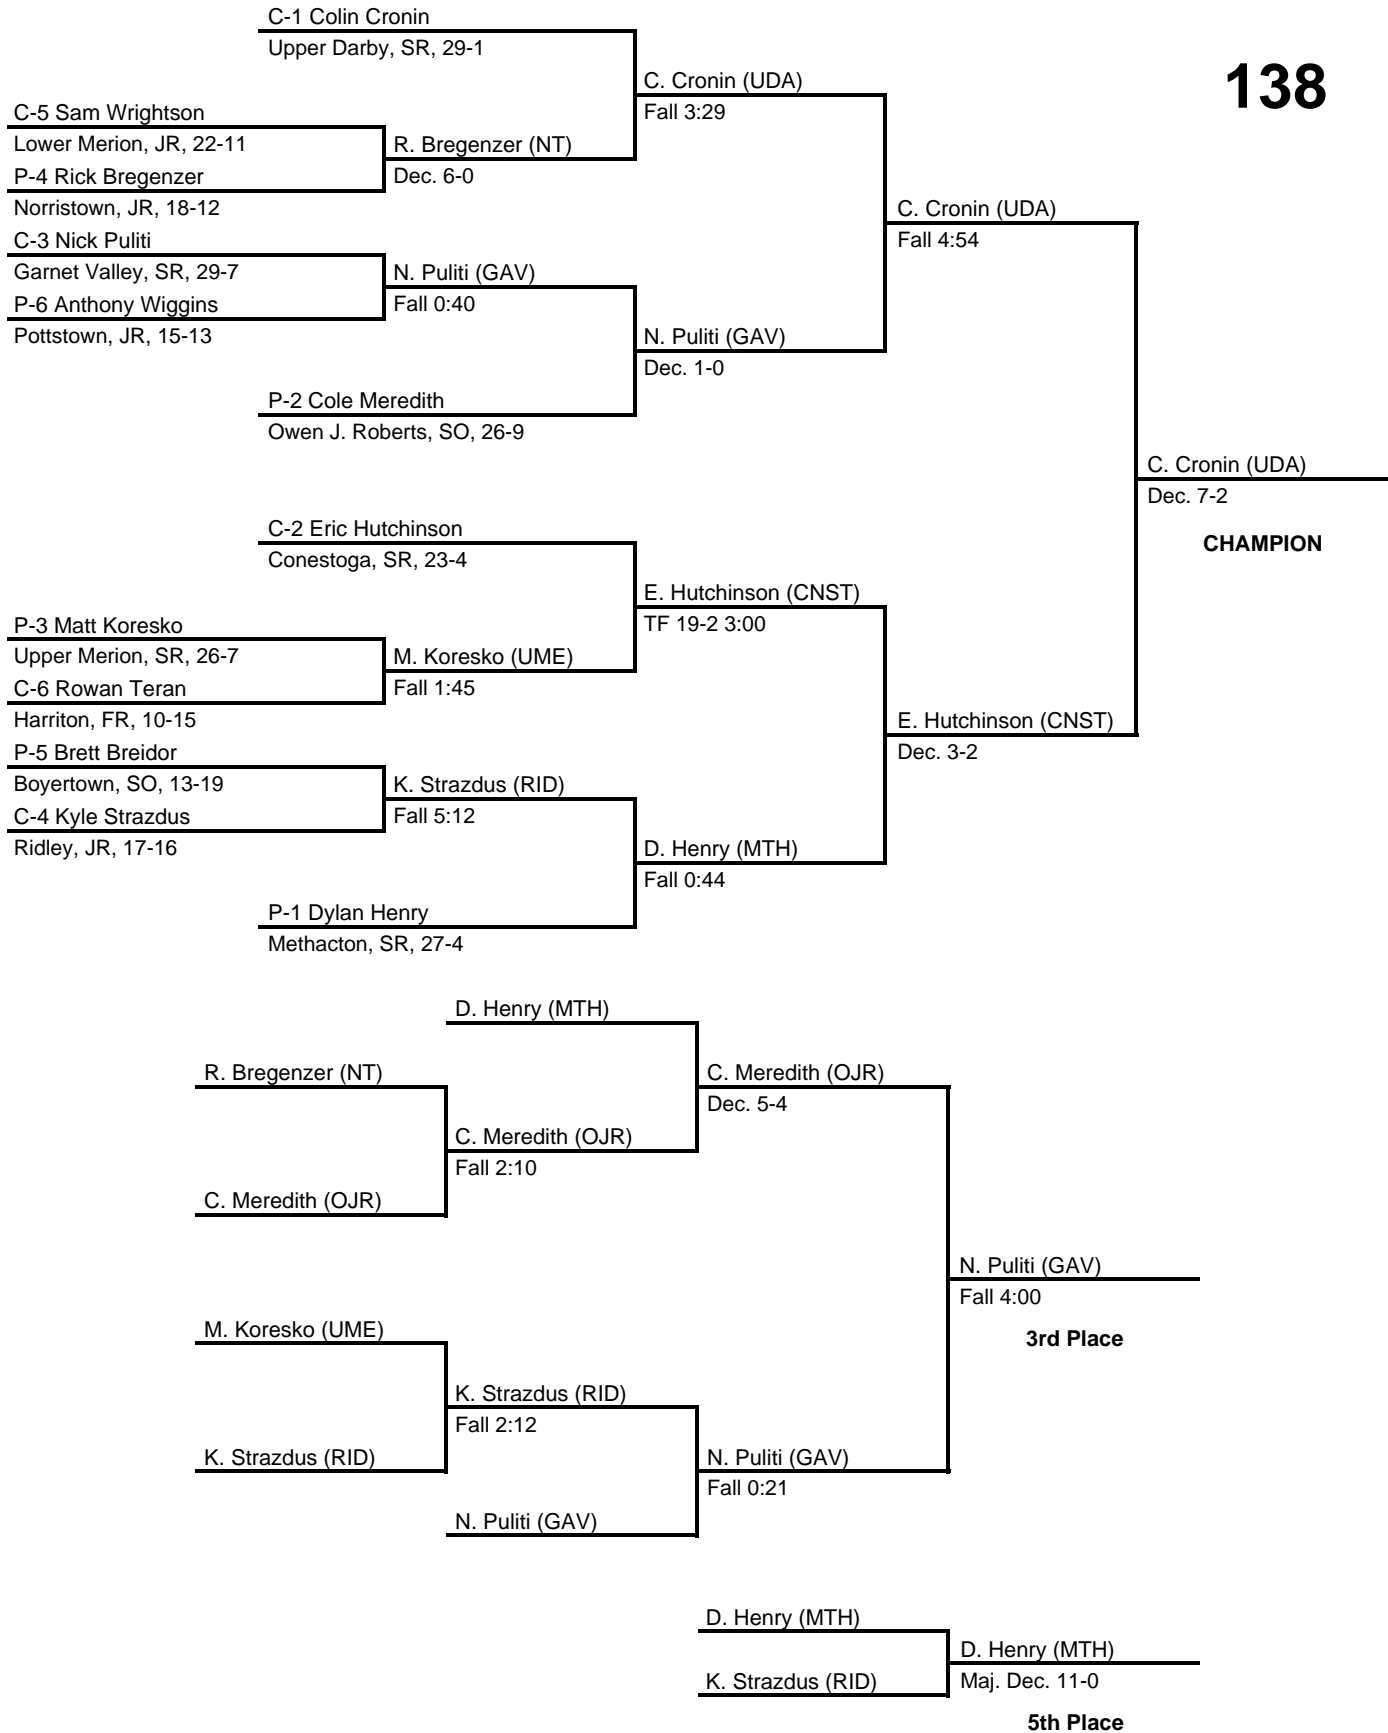 138
C-1 Colin Cronin
Upper Darby, SR, 29-1
C. Cronin (UDA)
Fall 3:29
C-5 Sam Wrightson
Lower Merion, JR, 22-11
R. Bregenzer (NT)
Dec. 6-0
P-4 Rick Bregenzer
Norristown, JR, 18-12
C. Cronin (UDA)
Fall 4:54
C-3 Nick Puliti
Garnet Valley, SR, 29-7
N. Puliti (GAV)
Fall 0:40
P-6 Anthony Wiggins
Pottstown, JR, 15-13
N. Puliti (GAV)
Dec. 1-0
P-2 Cole Meredith
Owen J. Roberts, SO, 26-9
C. Cronin (UDA)
Dec. 7-2
CHAMPION
C-2 Eric Hutchinson
Conestoga, SR, 23-4
E. Hutchinson (CNST)
TF 19-2 3:00
P-3 Matt Koresko
Upper Merion, SR, 26-7
M. Koresko (UME)
Fall 1:45
C-6 Rowan Teran
Harriton, FR, 10-15
E. Hutchinson (CNST)
Dec. 3-2
P-5 Brett Breidor
Boyertown, SO, 13-19
K. Strazdus (RID)
Fall 5:12
C-4 Kyle Strazdus
Ridley, JR, 17-16
D. Henry (MTH)
Fall 0:44
P-1 Dylan Henry
Methacton, SR, 27-4
D. Henry (MTH)
R. Bregenzer (NT)
C. Meredith (OJR)
Dec. 5-4
C. Meredith (OJR)
Fall 2:10
C. Meredith (OJR)
N. Puliti (GAV)
Fall 4:00
3rd Place
M. Koresko (UME)
K. Strazdus (RID)
Fall 2:12
K. Strazdus (RID)
N. Puliti (GAV)
Fall 0:21
N. Puliti (GAV)
D. Henry (MTH)
D. Henry (MTH)
Maj. Dec. 11-0
K. Strazdus (RID)
5th Place